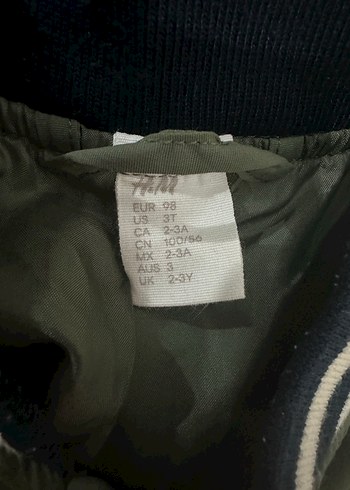 H&M
EUR 98
US 3T
CA 2-3A
CN 100/56
MX 2-3A
AUS 3
UK 2-3Y